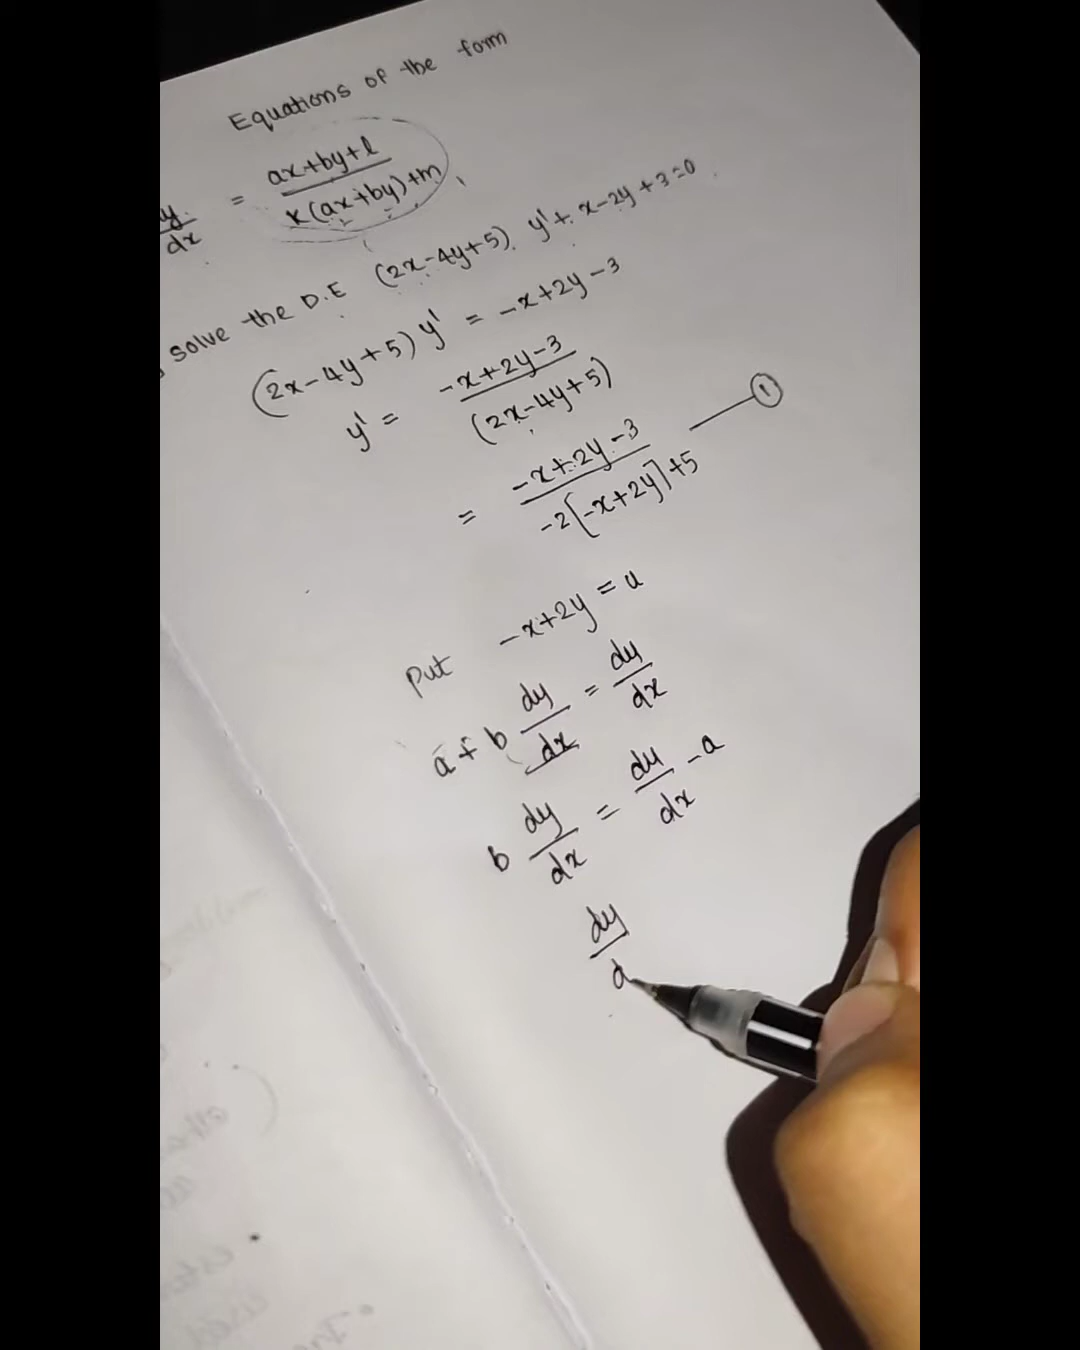 Equations of the form
dy/dx = (ax+by+l)/(k(ax+by)+m)
solve the D.E (2x-4y+5) y' + x-2y+3=0
(2x-4y+5) y' = -x+2y-3
y' = (-x+2y-3)/(2x-4y+5)
= (-x+2y-3)/(-2[-x+2y]+5) — ①
Put -x+2y = u
a+b dy/dx = dy/dx
b dy/dx = du/dx - a
dy/d